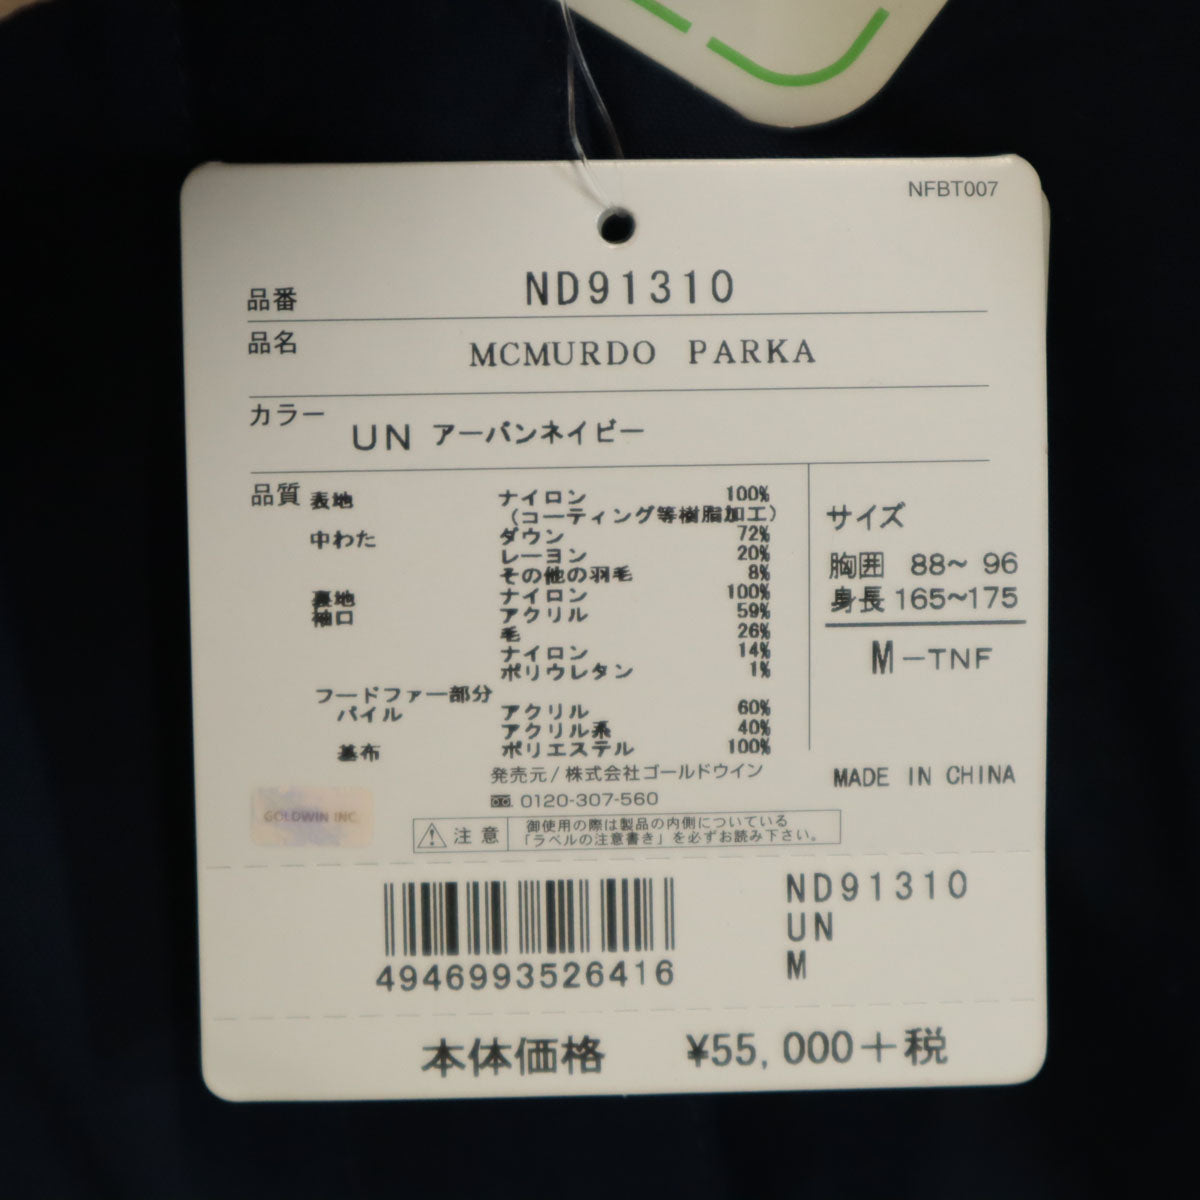 NFBT007
品番 ND91310
品名 MCMURDO PARKA
カラー UN アーバンネイビー
品質 表地 ナイロン 100%
(コーティング等樹脂加工)
中わた ダウン 72%
レーヨン 20%
その他の羽毛 8%
裏地 ナイロン 100%
袖口 アクリル 59%
毛 26%
ナイロン 14%
ポリウレタン 1%
フードファー部分
パイル アクリル 60%
アクリル系 40%
基布 ポリエステル 100%
サイズ
胸囲 88~ 96
身長 165~175
M-TNF
MADE IN CHINA
発売元/株式会社ゴールドウイン
0120-307-560
GOLDWIN INC
注意 御使用の際は製品の内側についている
「ラベルの注意書き」を必ずお読み下さい。
4946993526416
ND91310
UN
M
本体価格 ¥55,000+税